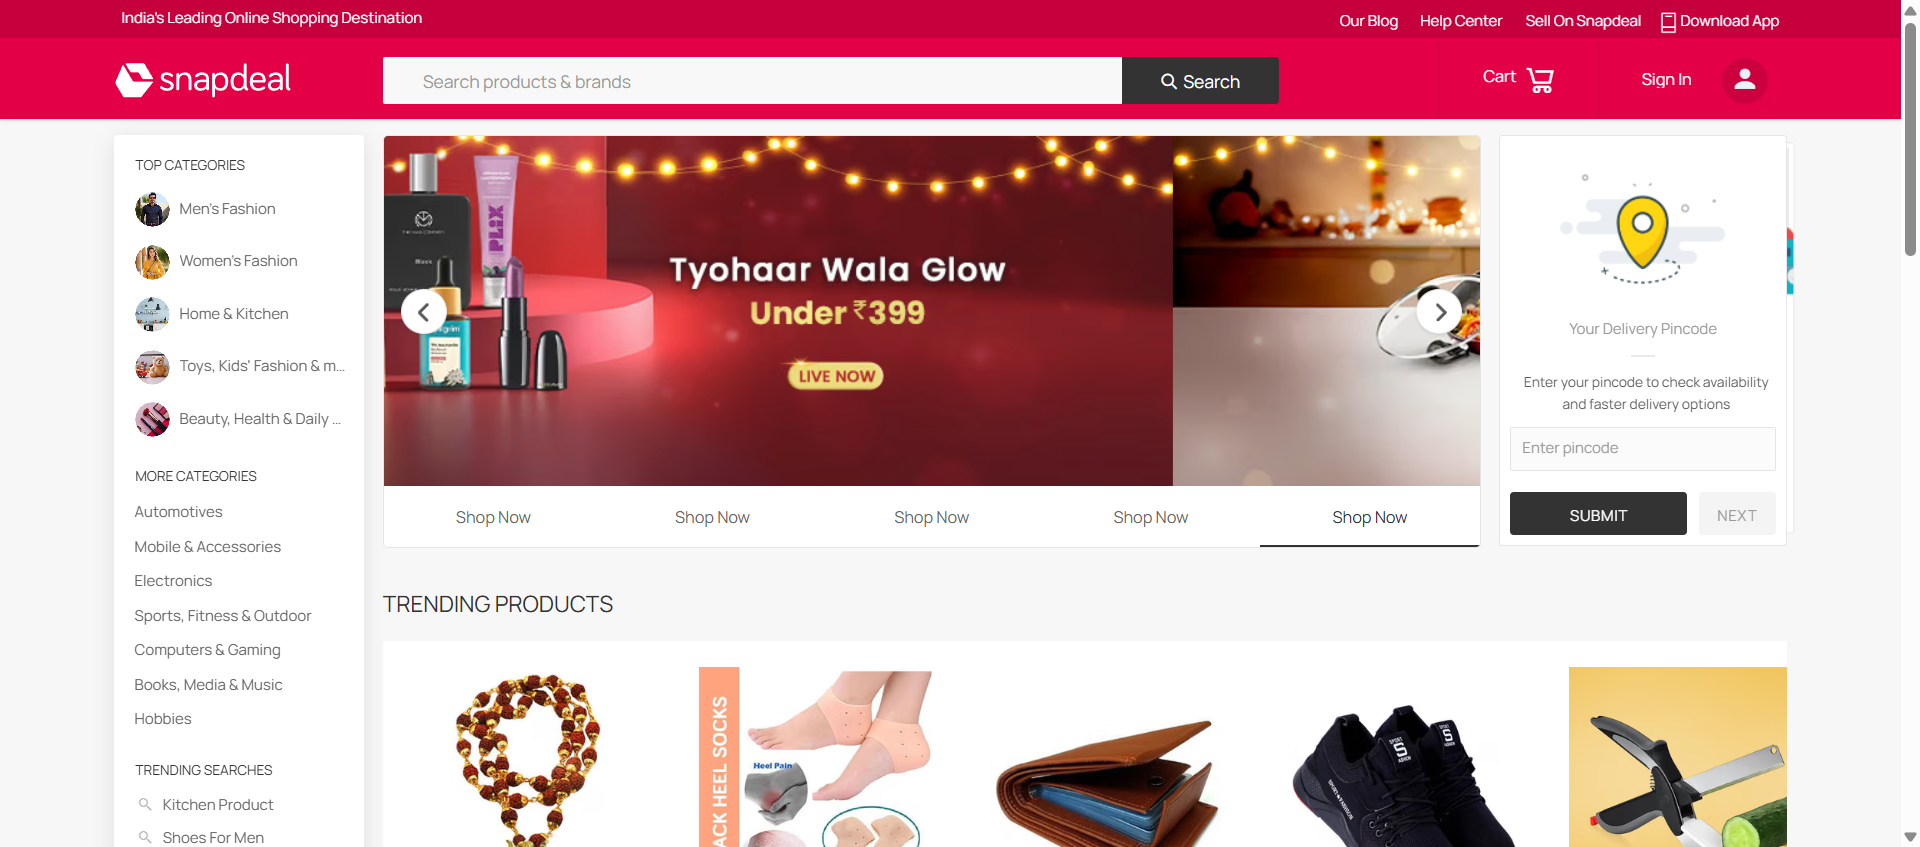 India's Leading Online Shopping Destination
Our Blog
Help Center
Sell On Snapdeal
Download App
snapdeal
Search products & brands
Search
Cart
Sign In
TOP CATEGORIES
Men's Fashion
Women's Fashion
Home & Kitchen
Toys, Kids' Fashion & m...
Beauty, Health & Daily ...
MORE CATEGORIES
Automotives
Mobile & Accessories
Electronics
Sports, Fitness & Outdoor
Computers & Gaming
Books, Media & Music
Hobbies
TRENDING SEARCHES
Kitchen Product
Shoes For Men
PLIX
Black
Tyohaar Wala Glow
Under ₹399
LIVE NOW
Shop Now
Shop Now
Shop Now
Shop Now
Shop Now
Your Delivery Pincode
Enter your pincode to check availability
and faster delivery options
Enter pincode
SUBMIT
NEXT
TRENDING PRODUCTS
ACK HEEL SOCKS
Heel Pain
SPORT
FASHION